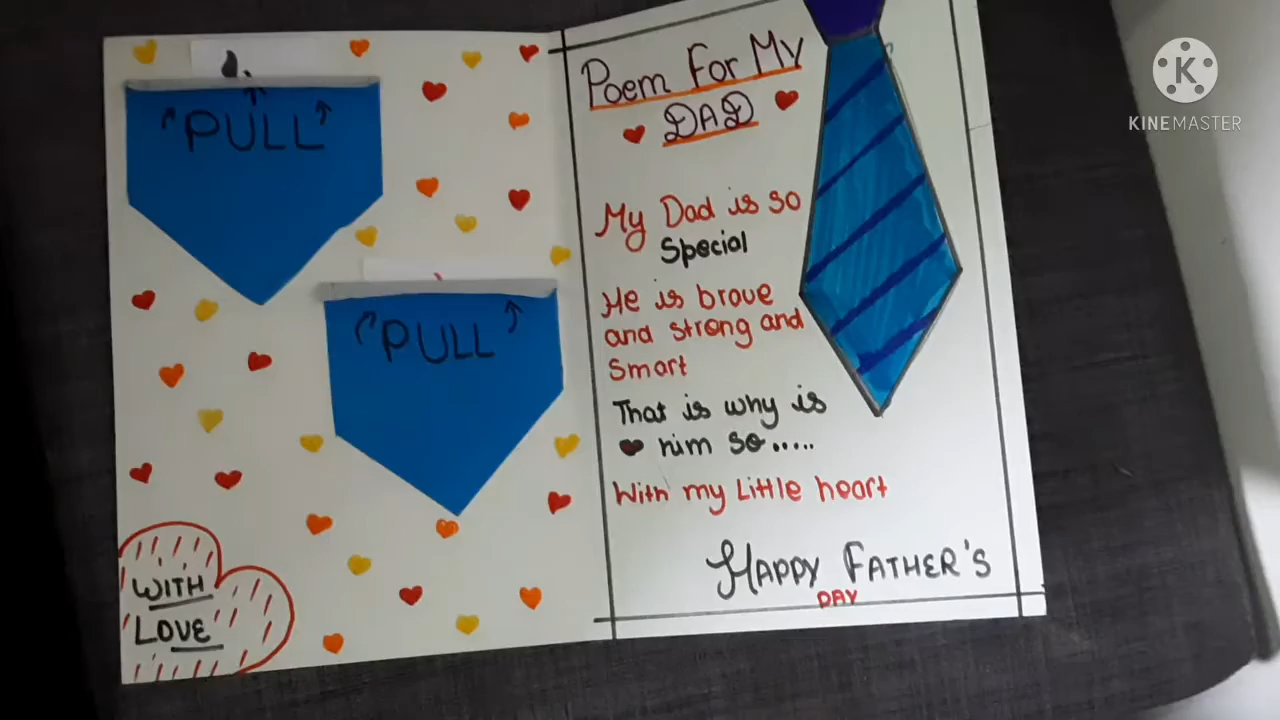 PULL
PULL
WITH
LOVE
Poem For My
DAD
My Dad is so
Special
He is brave
and strong and
Smart
That is why is
❤ him so.....
With my Little heart
HAPPY FATHER'S
DAY
K
KINEMASTER